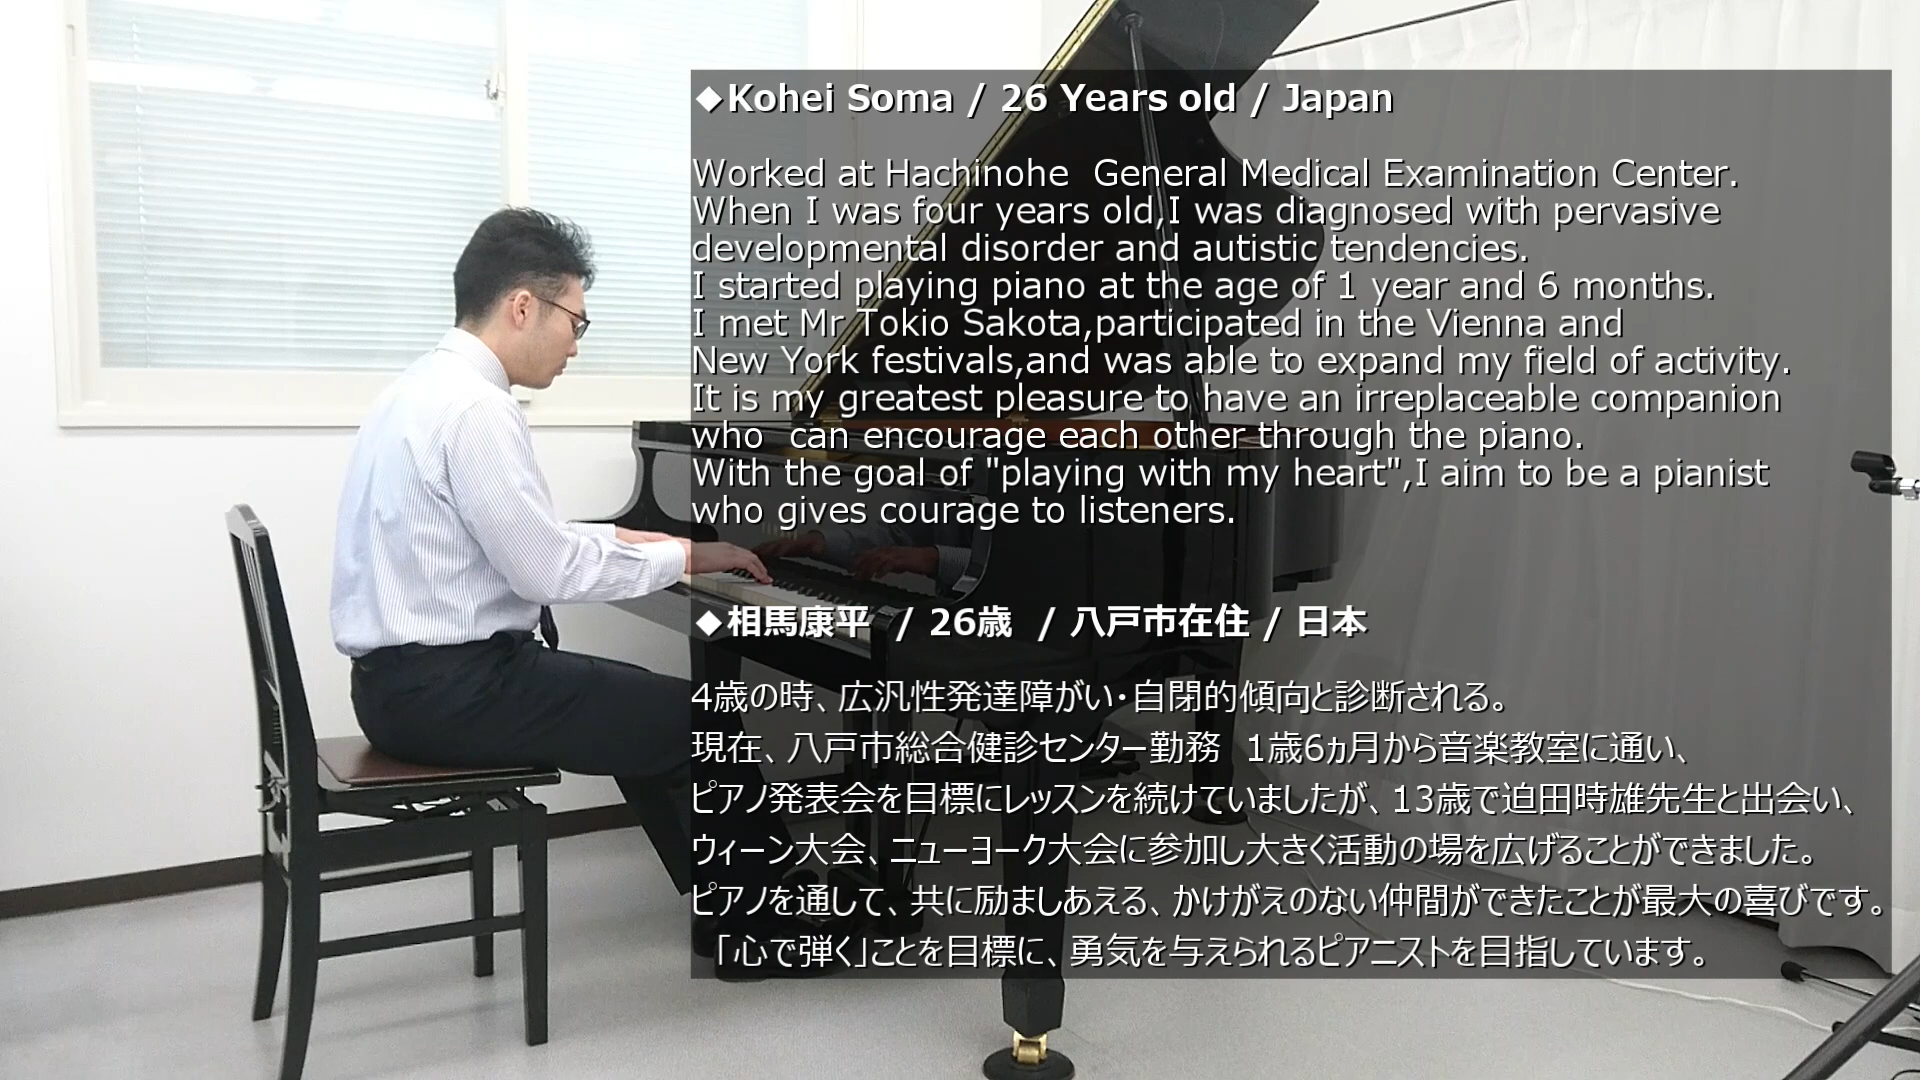 ◆Kohei Soma / 26 Years old / Japan
Worked at Hachinohe  General Medical Examination Center.
When I was four years old,I was diagnosed with pervasive
developmental disorder and autistic tendencies.
I started playing piano at the age of 1 year and 6 months.
I met Mr Tokio Sakota,participated in the Vienna and
New York festivals,and was able to expand my field of activity.
It is my greatest pleasure to have an irreplaceable companion
who  can encourage each other through the piano.
With the goal of "playing with my heart",I aim to be a pianist
who gives courage to listeners.
◆相馬康平  / 26歳  / 八戸市在住 / 日本
4歳の時、広汎性発達障がい・自閉的傾向と診断される。
現在、八戸市総合健診センター勤務  1歳6ヵ月から音楽教室に通い、
ピアノ発表会を目標にレッスンを続けていましたが、13歳で迫田時雄先生と出会い、
ウィーン大会、ニューヨーク大会に参加し大きく活動の場を広げることができました。
ピアノを通して、共に励ましあえる、かけがえのない仲間ができたことが最大の喜びです。
「心で弾く」ことを目標に、勇気を与えられるピアニストを目指しています。